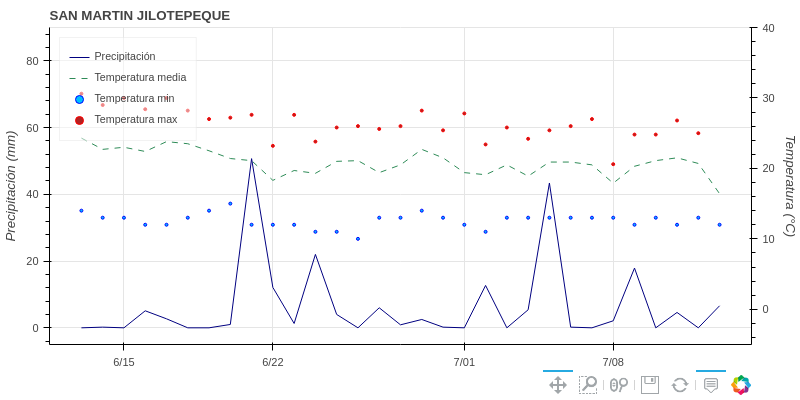 SAN MARTIN JILOTEPEQUE
Precipitación
Temperatura media
Temperatura min
Temperatura max
Precipitación (mm)
80
60
40
20
0
Temperatura (°C)
40
30
20
10
0
6/15
6/22
7/01
7/08